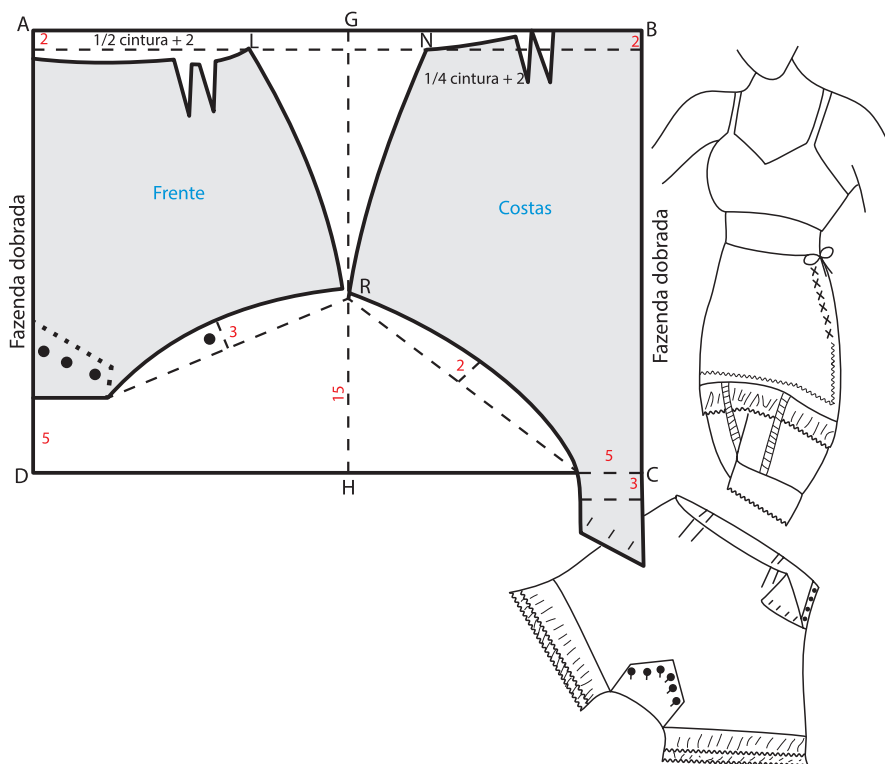 A
G
B
2
1/2 cintura + 2
L
N
2
1/4 cintura + 2
Frente
Costas
Fazenda dobrada
Fazenda dobrada
R
3
2
15
5
5
3
D
H
C